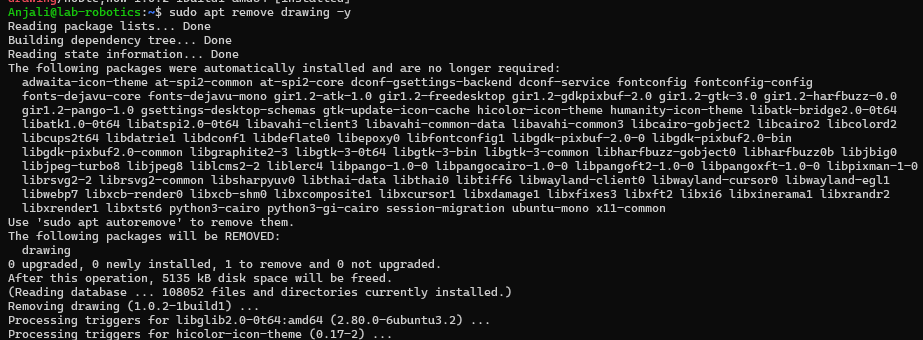 drawing/noble,now 1.0.2-1build1 amd64 [installed]
Anjali@lab-robotics:~$ sudo apt remove drawing -y
Reading package lists... Done
Building dependency tree... Done
Reading state information... Done
The following packages were automatically installed and are no longer required:
adwaita-icon-theme at-spi2-common at-spi2-core dconf-gsettings-backend dconf-service fontconfig fontconfig-config
fonts-dejavu-core fonts-dejavu-mono gir1.2-atk-1.0 gir1.2-freedesktop gir1.2-gdkpixbuf-2.0 gir1.2-gtk-3.0 gir1.2-harfbuzz-0.0
gir1.2-pango-1.0 gsettings-desktop-schemas gtk-update-icon-cache hicolor-icon-theme humanity-icon-theme libatk-bridge2.0-0t64
libatk1.0-0t64 libatspi2.0-0t64 libavahi-client3 libavahi-common-data libavahi-common3 libcairo-gobject2 libcairo2 libcolord2
libcups2t64 libdatrie1 libdconf1 libdeflate0 libepoxy0 libfontconfig1 libgdk-pixbuf-2.0-0 libgdk-pixbuf2.0-bin
libgdk-pixbuf2.0-common libgraphite2-3 libgtk-3-0t64 libgtk-3-bin libgtk-3-common libharfbuzz-gobject0 libharfbuzz0b libjbig0
libjpeg-turbo8 libjpeg8 liblcms2-2 liblerc4 libpango-1.0-0 libpangocairo-1.0-0 libpangoft2-1.0-0 libpangoxft-1.0-0 libpixman-1-0
librsvg2-2 librsvg2-common libsharpyuv0 libthai-data libthai0 libtiff6 libwayland-client0 libwayland-cursor0 libwayland-egl1
libwebp7 libxcb-render0 libxcb-shm0 libxcomposite1 libxcursor1 libxdamage1 libxfixes3 libxft2 libxi6 libxinerama1 libxrandr2
libxrender1 libxtst6 python3-cairo python3-gi-cairo session-migration ubuntu-mono x11-common
Use 'sudo apt autoremove' to remove them.
The following packages will be REMOVED:
drawing
0 upgraded, 0 newly installed, 1 to remove and 0 not upgraded.
After this operation, 5135 kB disk space will be freed.
(Reading database ... 108052 files and directories currently installed.)
Removing drawing (1.0.2-1build1) ...
Processing triggers for libglib2.0-0t64:amd64 (2.80.0-6ubuntu3.2) ...
Processing triggers for hicolor-icon-theme (0.17-2) ...